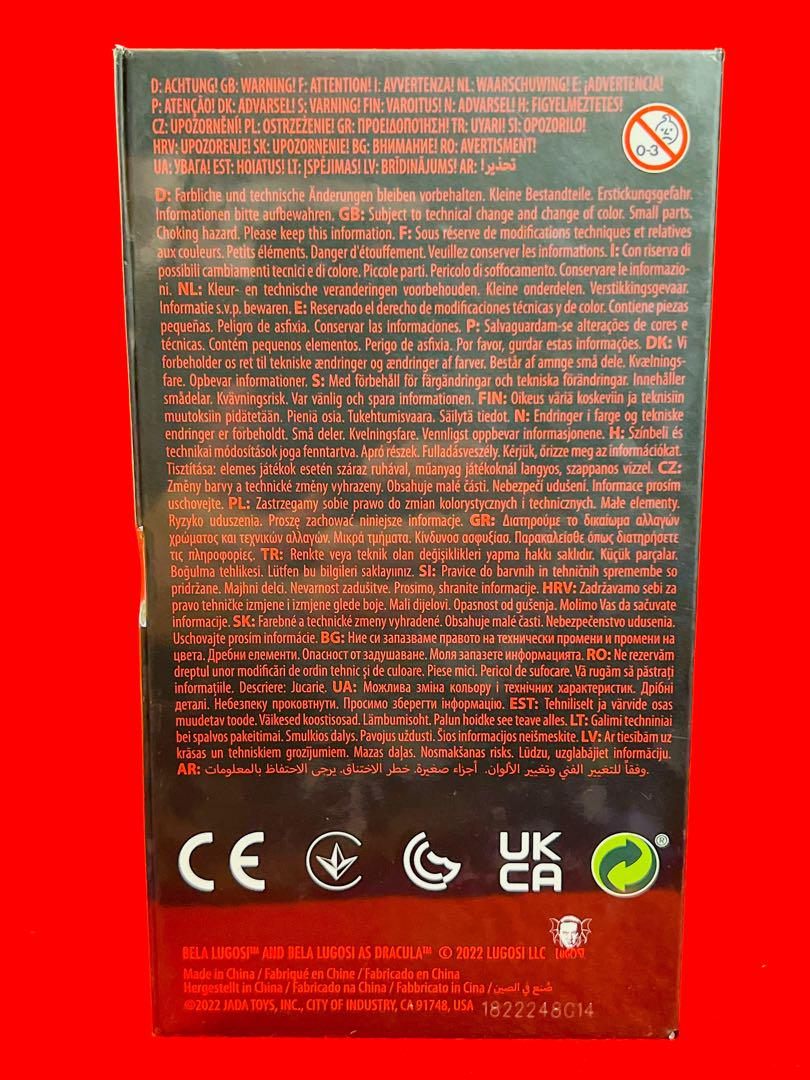 D: ACHTUNG! GB: WARNING! F: ATTENTION! I: AVVERTENZA! NL: WAARSCHUWING! E: ¡ADVERTENCIA!
P: ATENÇÃO! DK: ADVARSEL! S: VARNING! FIN: VAROITUS! N: ADVARSEL! H: FIGYELMEZTETES!
CZ: UPOZORNĚNÍ! PL: OSTRZEŻENIE! GR: ΠΡΟΕΙΔΟΠΟΙΗΣΗ! TR: UYARI! SI: OPOZORILO!
HRV: UPOZORENJE! SK: UPOZORNENIE! BG: ВНИМАНИЕ! RO: AVERTISMENT!
UA: УВАГА! EST: HOIATUS! LT: ĮSPĖJIMAS! LV: BRĪDINĀJUMS! AR: تحذير!
0-3
D: Farbliche und technische Änderungen bleiben vorbehalten. Kleine Bestandteile. Erstickungsgefahr.
Informationen bitte aufbewahren. GB: Subject to technical change and change of color. Small parts.
Choking hazard. Please keep this information. F: Sous réserve de modifications techniques et relatives
aux couleurs. Petits éléments. Danger d'étouffement. Veuillez conserver les informations. I: Con riserva di
possibili cambiamenti tecnici e di colore. Piccole parti. Pericolo di soffocamento. Conservare le informazio-
ni. NL: Kleur- en technische veranderingen voorbehouden. Kleine onderdelen. Verstikkingsgevaar.
Informatie s.v.p. bewaren. E: Reservado el derecho de modificaciones técnicas y de color. Contiene piezas
pequeñas. Peligro de asfixia. Conservar las informaciones. P: Salvaguardam-se alterações de cores e
técnicas. Contém pequenos elementos. Perigo de asfixia. Por favor, gurdar estas informações. DK: Vi
forbeholder os ret til tekniske ændringer og ændringer af farver. Består af amnge små dele. Kvælnings-
fare. Opbevar informationer. S: Med förbehåll för färgändringar och tekniska förändringar. Innehåller
smådelar. Kvävningsrisk. Var vänlig och spara informationen. FIN: Oikeus väriä koskeviin ja teknisiin
muutoksiin pidätetään. Pieniä osia. Tukehtumisvaara. Säilytä tiedot. N: Endringer i farge og tekniske
endringer er forbeholdt. Små deler. Kvelningsfare. Vennligst oppbevar informasjonene. H: Színbeli és
technikai módosítások joga fenntartva. Apró részek. Fulladásveszély. Kérjük, őrizze meg az információkat.
Tisztítása: elemes játékok esetén száraz ruhával, műanyag játékoknál langyos, szappanos vízzel. CZ:
Změny barvy a technické změny vyhrazeny. Obsahuje malé části. Nebezpečí udušení. Informace prosím
uschovejte. PL: Zastrzegamy sobie prawo do zmian kolorystycznych i technicznych. Małe elementy.
Ryzyko uduszenia. Proszę zachować niniejsze informacje. GR: Διατηρούμε το δικαίωμα αλλαγών
χρώματος και τεχνικών αλλαγών. Μικρά τμήματα. Κίνδυνος ασφυξίας. Παρακαλείσθε όπως διατηρήσετε
τις πληροφορίες. TR: Renkte veya teknik olan değişiklikleri yapma hakkı saklıdır. Küçük parçalar.
Boğulma tehlikesi. Lütfen bu bilgileri saklayıınız. SI: Pravice do barvnih in tehničnih spremembe so
pridržane. Majhni delci. Nevarnost zadušitve. Prosimo, shranite informacije. HRV: Zadržavamo sebi za
pravo tehničke izmjene i izmjene glede boje. Mali dijelovi. Opasnost od gušenja. Molimo Vas da sačuvate
informacije. SK: Farebné a technické zmeny vyhradené. Obsahuje malé časti. Nebezpečenstvo udusenia.
Uschovajte prosím informácie. BG: Ние си запазваме правото на технически промени и промени на
цвета. Дребни елементи. Опасност от задушаване. Моля запазете информацията. RO: Ne rezervăm
dreptul unor modificări de ordin tehnic şi de culoare. Piese mici. Pericol de sufocare. Vă rugăm să păstraţi
informaţiile. Descriere: Jucarie. UA: Можлива зміна кольору і технічних характеристик. Дрібні
деталі. Небезпеку проковтнути. Просимо зберегти інформацію. EST: Tehniliselt ja värvide osas
muudetav toode. Väikesed koostisosad. Lämbumisoht. Palun hoidke see teave alles. LT: Galimi techniniai
bei spalvos pakeitimai. Smulkios dalys. Pavojus uždusti. Šios informacijos neišmeskite. LV: Ar tiesībām uz
krāsas un tehniskiem grozījumiem. Mazas daļas. Nosmakšanas risks. Lūdzu, uzglabājiet informāciju.
AR: وفقاً للتغيير الفني وتغيير الألوان. أجزاء صغيرة. خطر الاختناق. يرجى الاحتفاظ بالمعلومات.
CE UK CA ®
LUGOSI
BELA LUGOSI™ AND BELA LUGOSI AS DRACULA™ © 2022 LUGOSI LLC
Made in China / Fabriqué en Chine / Fabricado en China
Hergestellt in China / Fabricado na China / Fabbricato in Cina / صُنع في الصين
©2022 JADA TOYS, INC., CITY OF INDUSTRY, CA 91748, USA 1822248G14